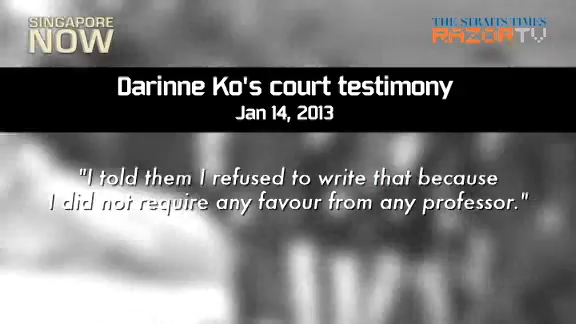 SINGAPORE
NOW
THE STRAITS TIMES
RAZORTV
Darinne Ko's court testimony
Jan 14, 2013
"I told them I refused to write that because
I did not require any favour from any professor."